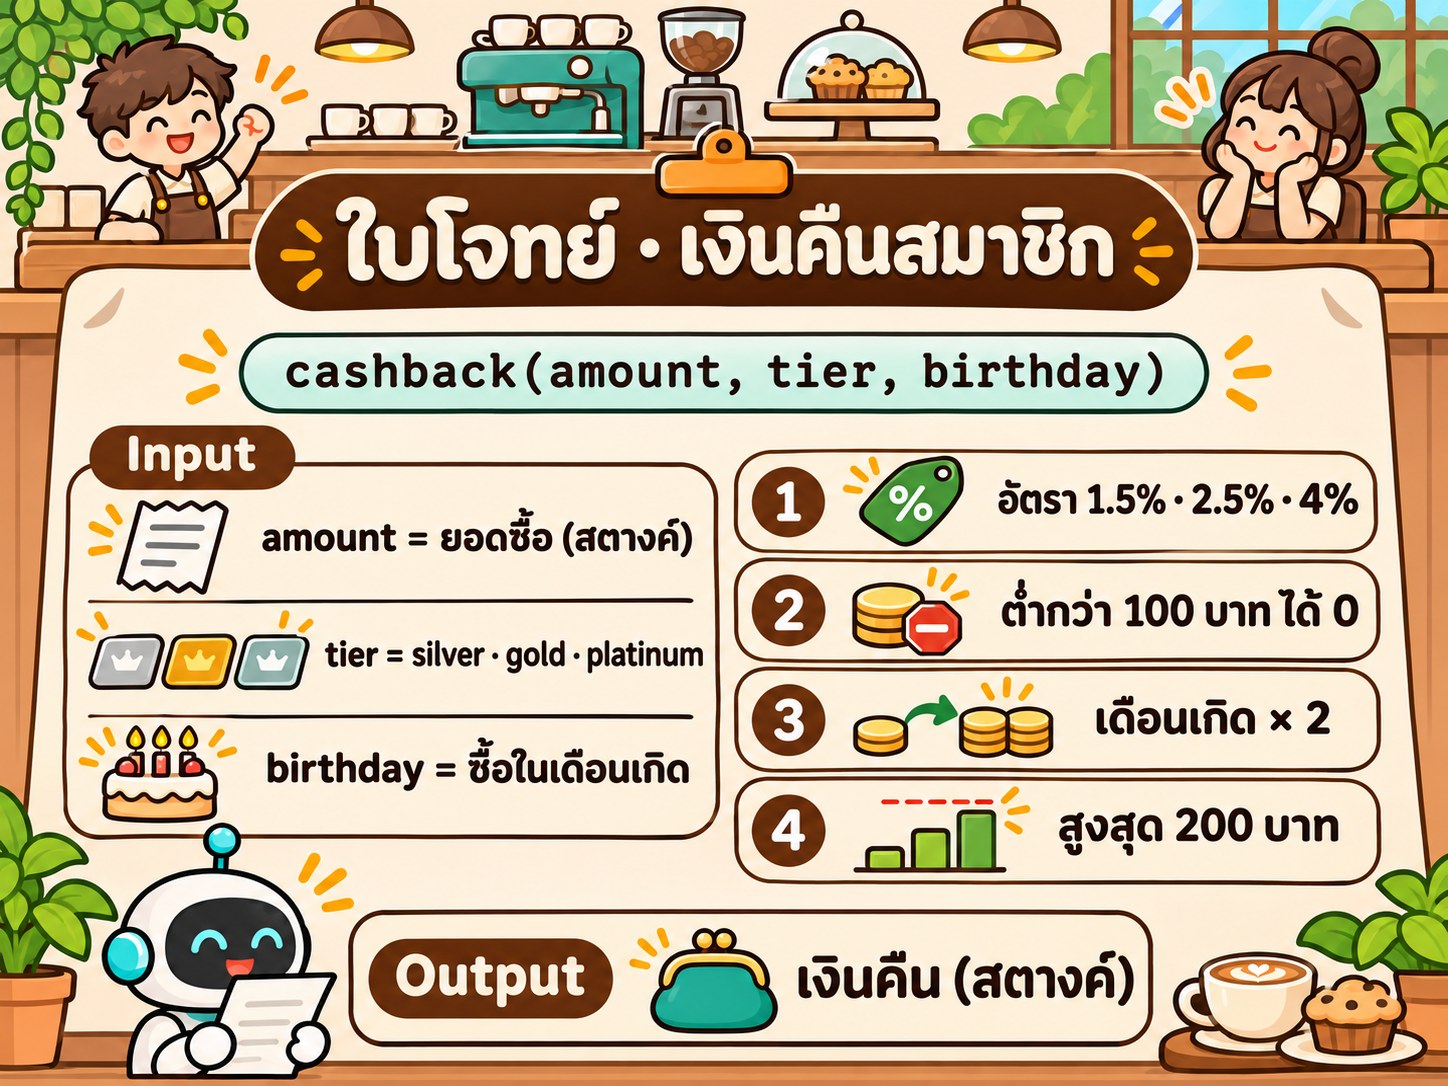 ใบโจทย์ · เงินคืนสมาชิก
cashback(amount, tier, birthday)
Input
amount = ยอดซื้อ (สตางค์)
tier = silver · gold · platinum
birthday = ซื้อในเดือนเกิด
1
%
อัตรา 1.5% · 2.5% · 4%
2
ต่ำกว่า 100 บาท ได้ 0
3
เดือนเกิด × 2
4
สูงสุด 200 บาท
Output
เงินคืน (สตางค์)